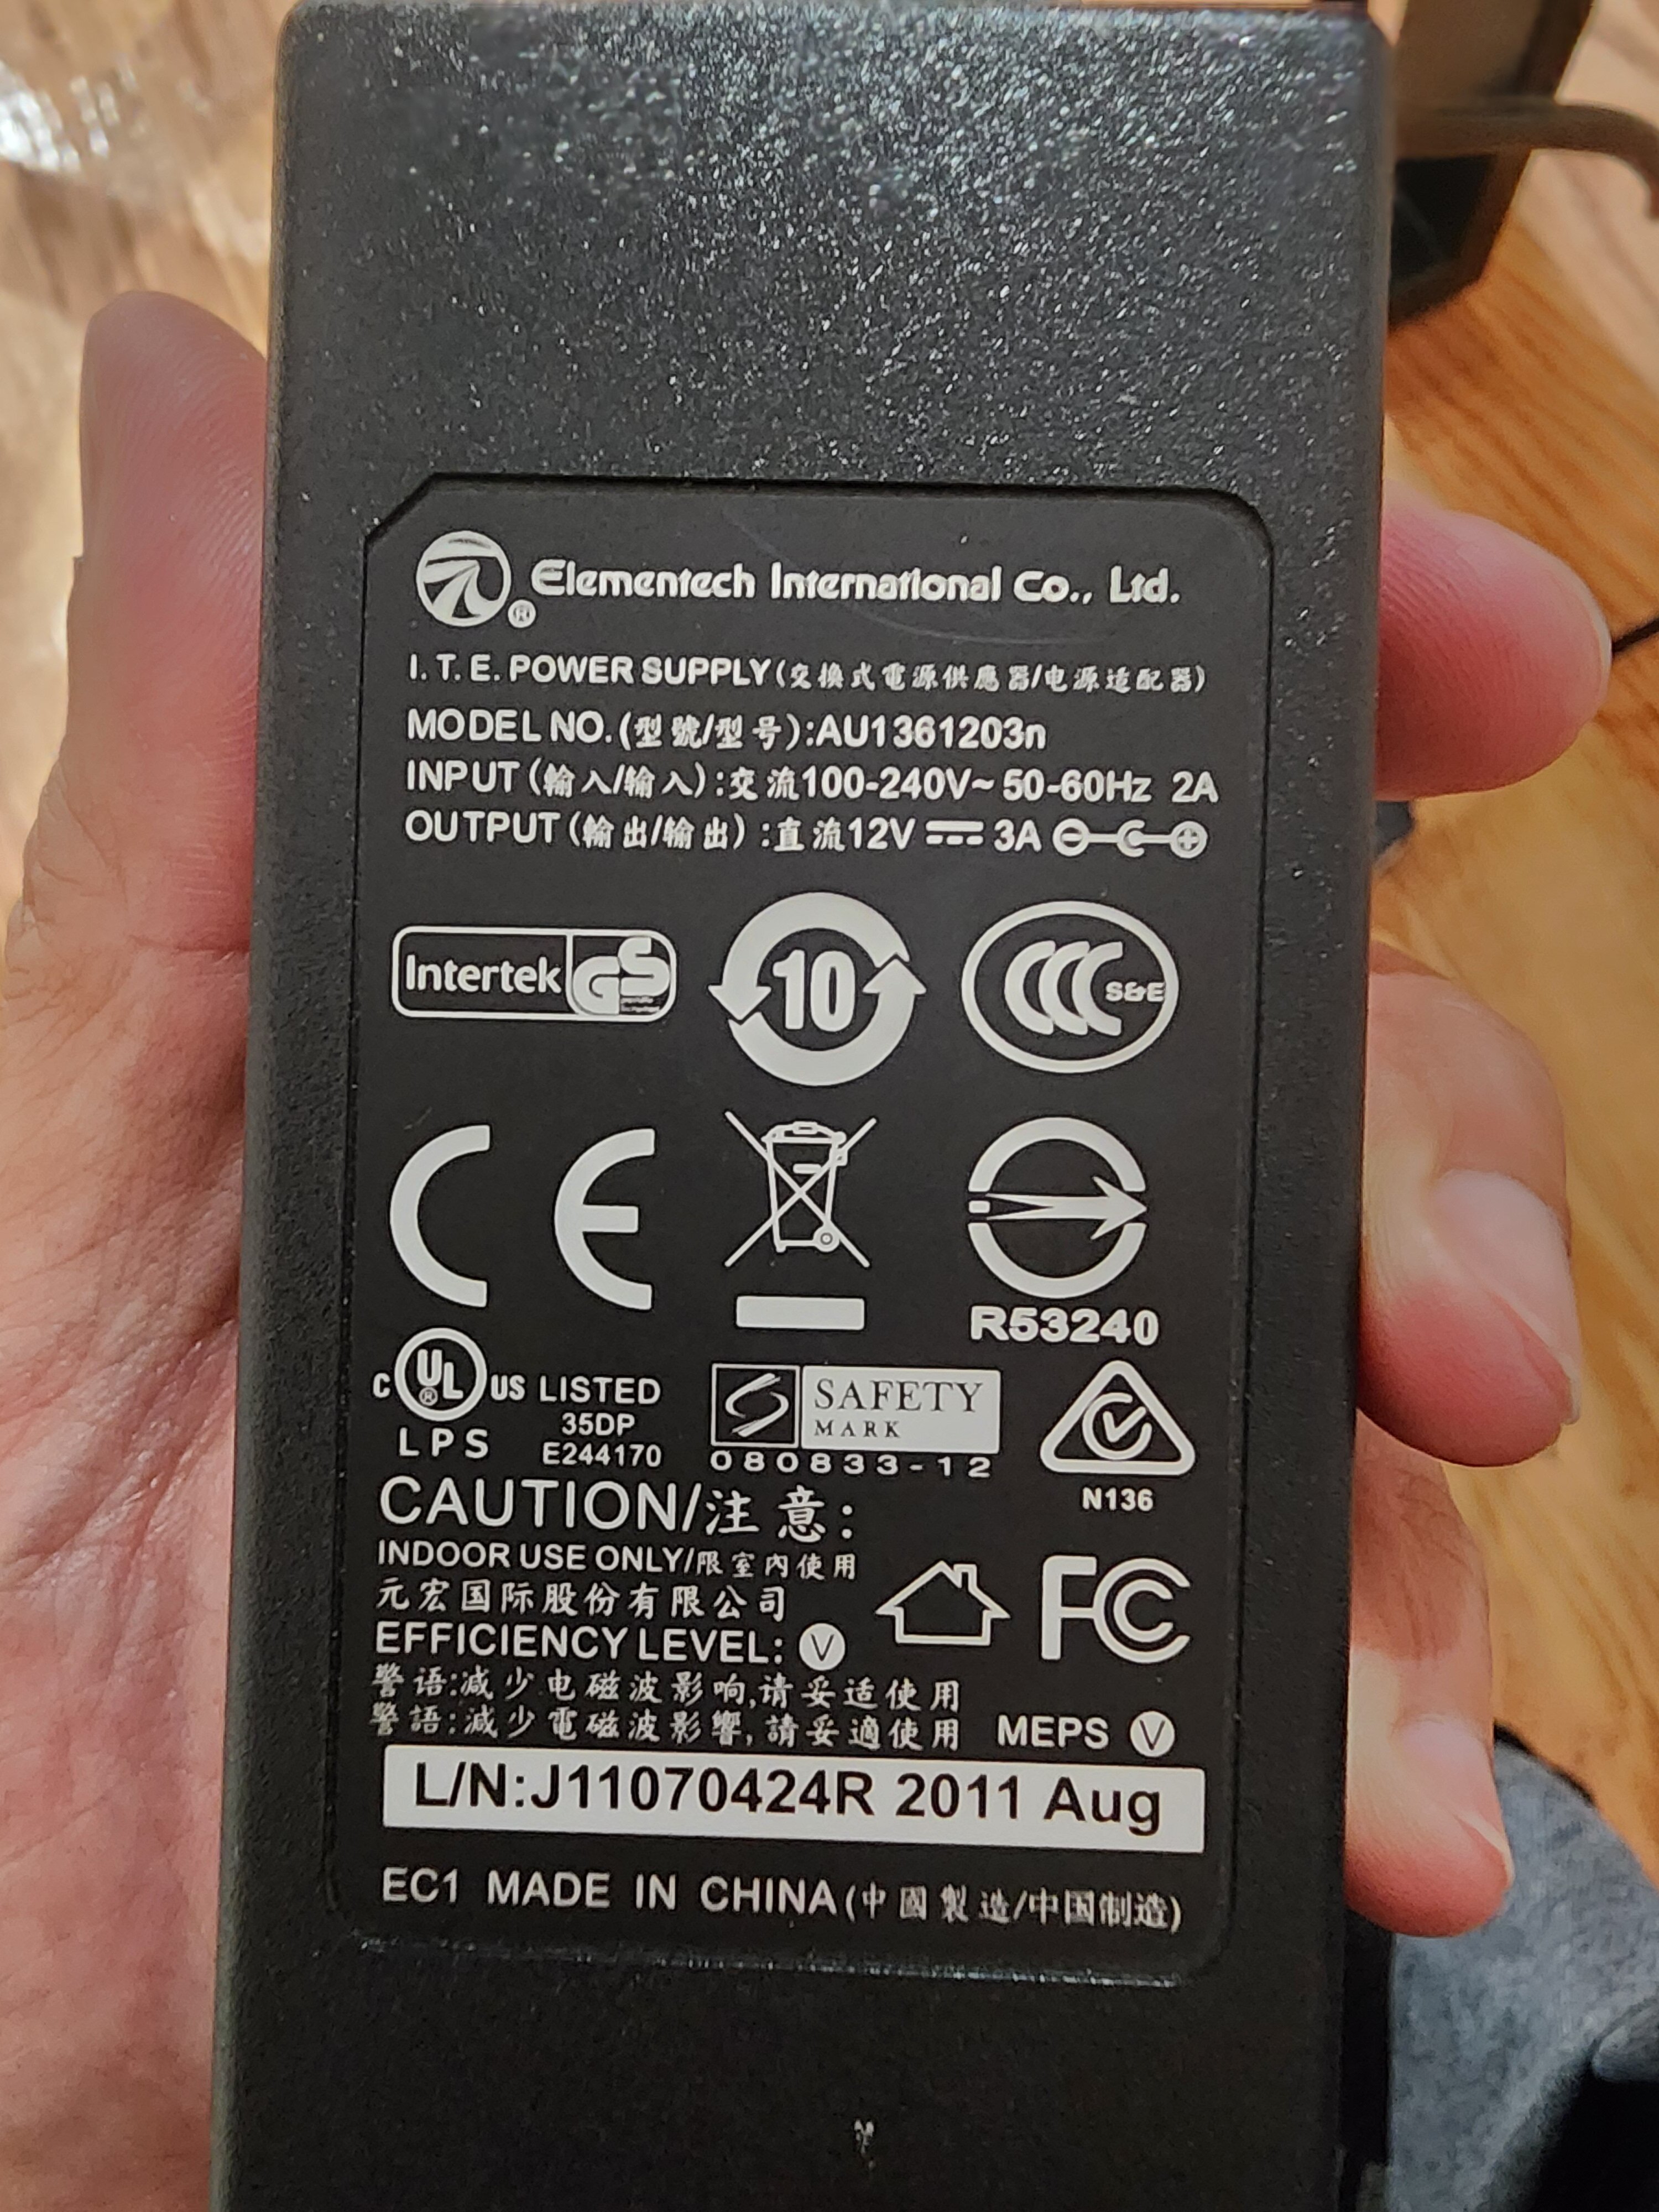 Elementech International Co., Ltd.
I. T. E. POWER SUPPLY(交換式電源供應器/电源适配器)
MODEL NO.(型號/型号):AU1361203n
INPUT(輸入/输入):交流100-240V~ 50-60Hz 2A
OUTPUT(輸出/输出):直流12V 3A
Intertek GS
10
CCC S&E
CE
R53240
C UL US LISTED
35DP
LPS
E244170
SAFETY
MARK
080833-12
N136
CAUTION/注意:
INDOOR USE ONLY/限室內使用
元宏国际股份有限公司
FC
EFFICIENCY LEVEL: V
警语:减少电磁波影响,请妥适使用
警語:減少電磁波影響,請妥適使用
MEPS V
L/N:J11070424R 2011 Aug
EC1 MADE IN CHINA(中國製造/中国制造)